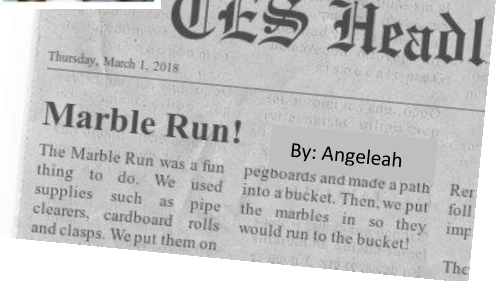 CES Headl
Thursday, March 1, 2018
Marble Run!
By: Angeleah
The Marble Run was a fun
thing to do. We used
supplies such as pipe
clearers, cardboard rolls
and clasps. We put them on
pegboards and made a path
into a bucket. Then, we put
the marbles in so they
would run to the bucket!
Ren
foll
imp
The